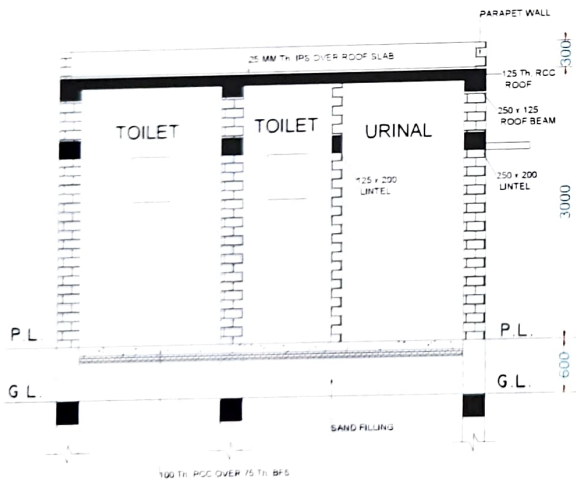 PARAPET WALL
25 MM Th. IPS OVER ROOF SLAB
300
125 Th. RCC
ROOF
250 x 125
ROOF BEAM
TOILET
TOILET
URINAL
125 x 200
LINTEL
250 x 200
LINTEL
3000
P.L.
P.L.
600
G.L.
G.L.
SAND FILLING
100 Th. PCC OVER 75 Th. BFS